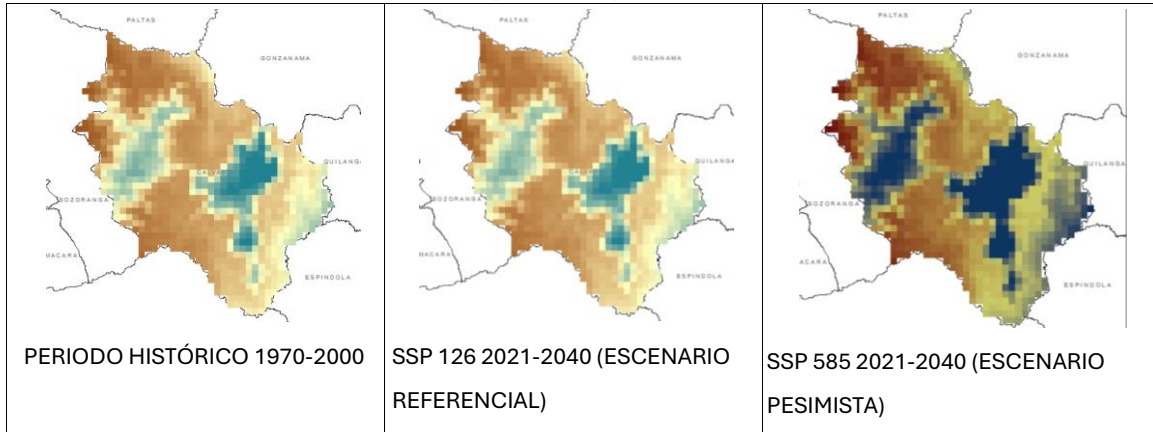 PALTAS
GONZANAMA
QUILANGA
SOZORANGA
MACARA
ESPINDOLA
PALTAS
GONZANAMA
QUILANGA
SOZORANGA
MACARA
ESPINDOLA
PALTAS
GONZANAMA
QUILANGA
SOZORANGA
ACARA
ESPINDOLA
PERIODO HISTÓRICO 1970-2000
SSP 126 2021-2040 (ESCENARIO
REFERENCIAL)
SSP 585 2021-2040 (ESCENARIO
PESIMISTA)